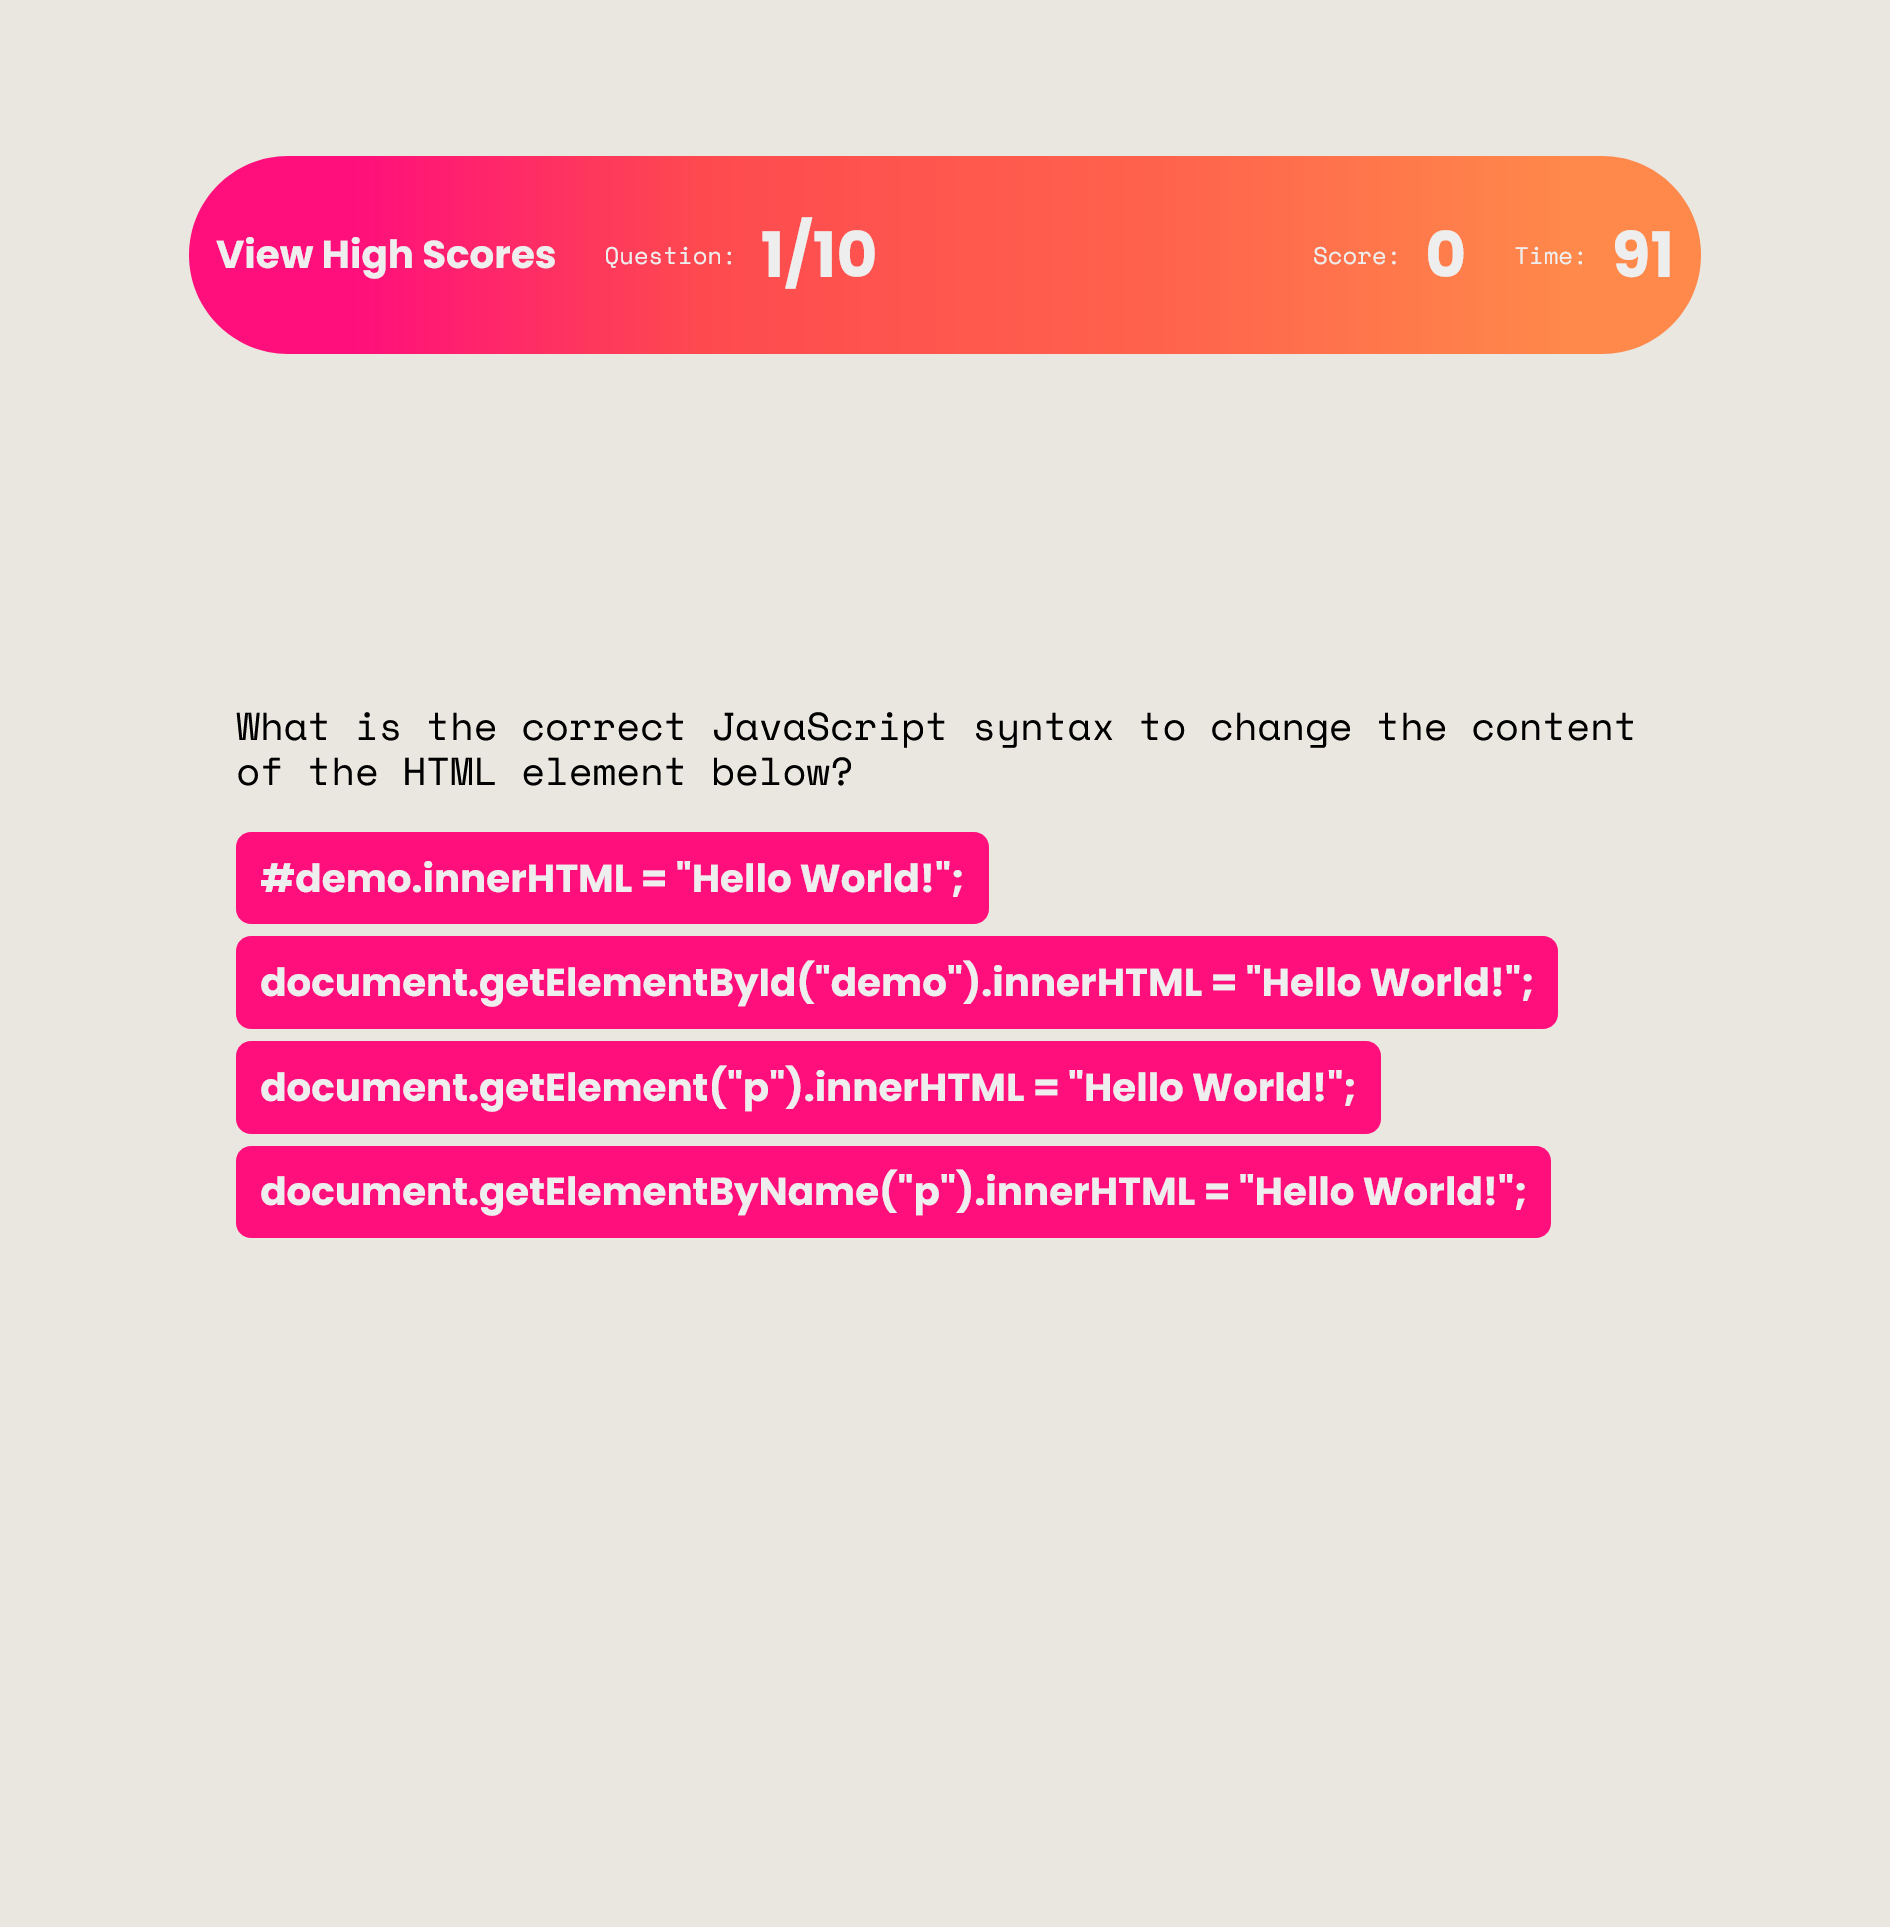 View High Scores Question: 1/10 Score: 0 Time: 91
What is the correct JavaScript syntax to change the content
of the HTML element below?
#demo.innerHTML = "Hello World!";
document.getElementById("demo").innerHTML = "Hello World!";
document.getElement("p").innerHTML = "Hello World!";
document.getElementByName("p").innerHTML = "Hello World!";